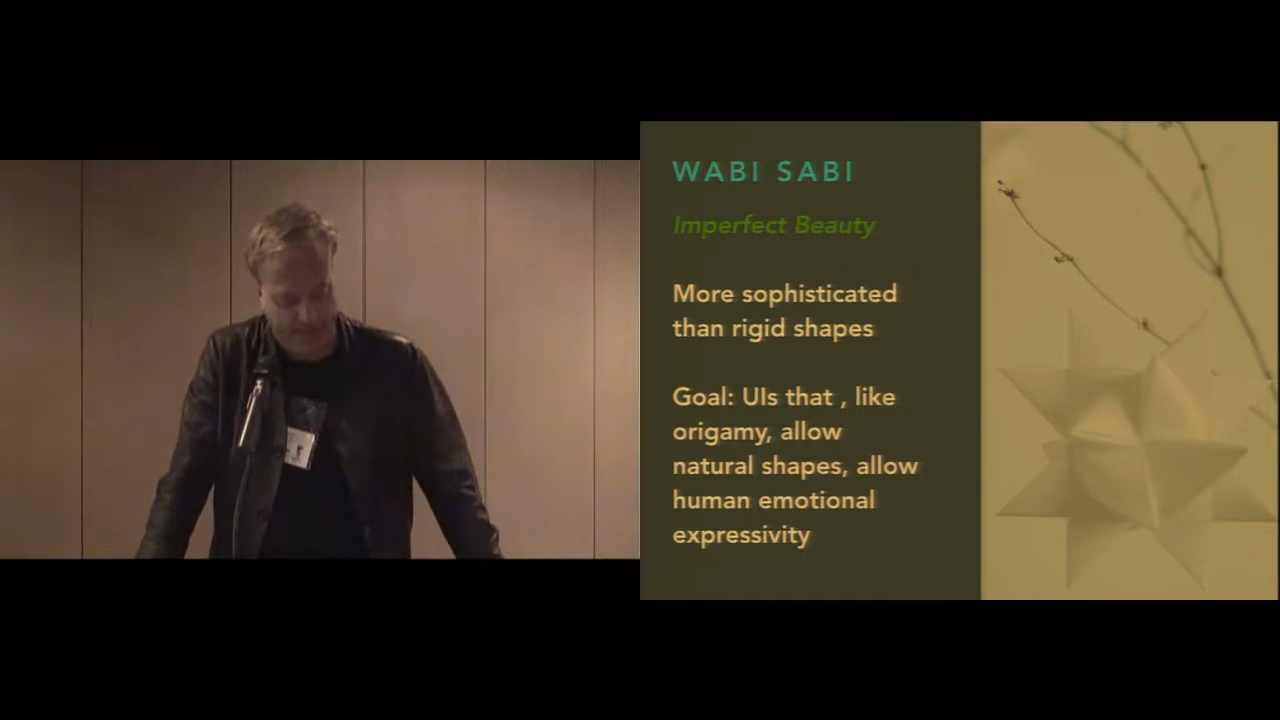 WABI SABI
Imperfect Beauty
More sophisticated
than rigid shapes
Goal: UIs that , like
origamy, allow
natural shapes, allow
human emotional
expressivity